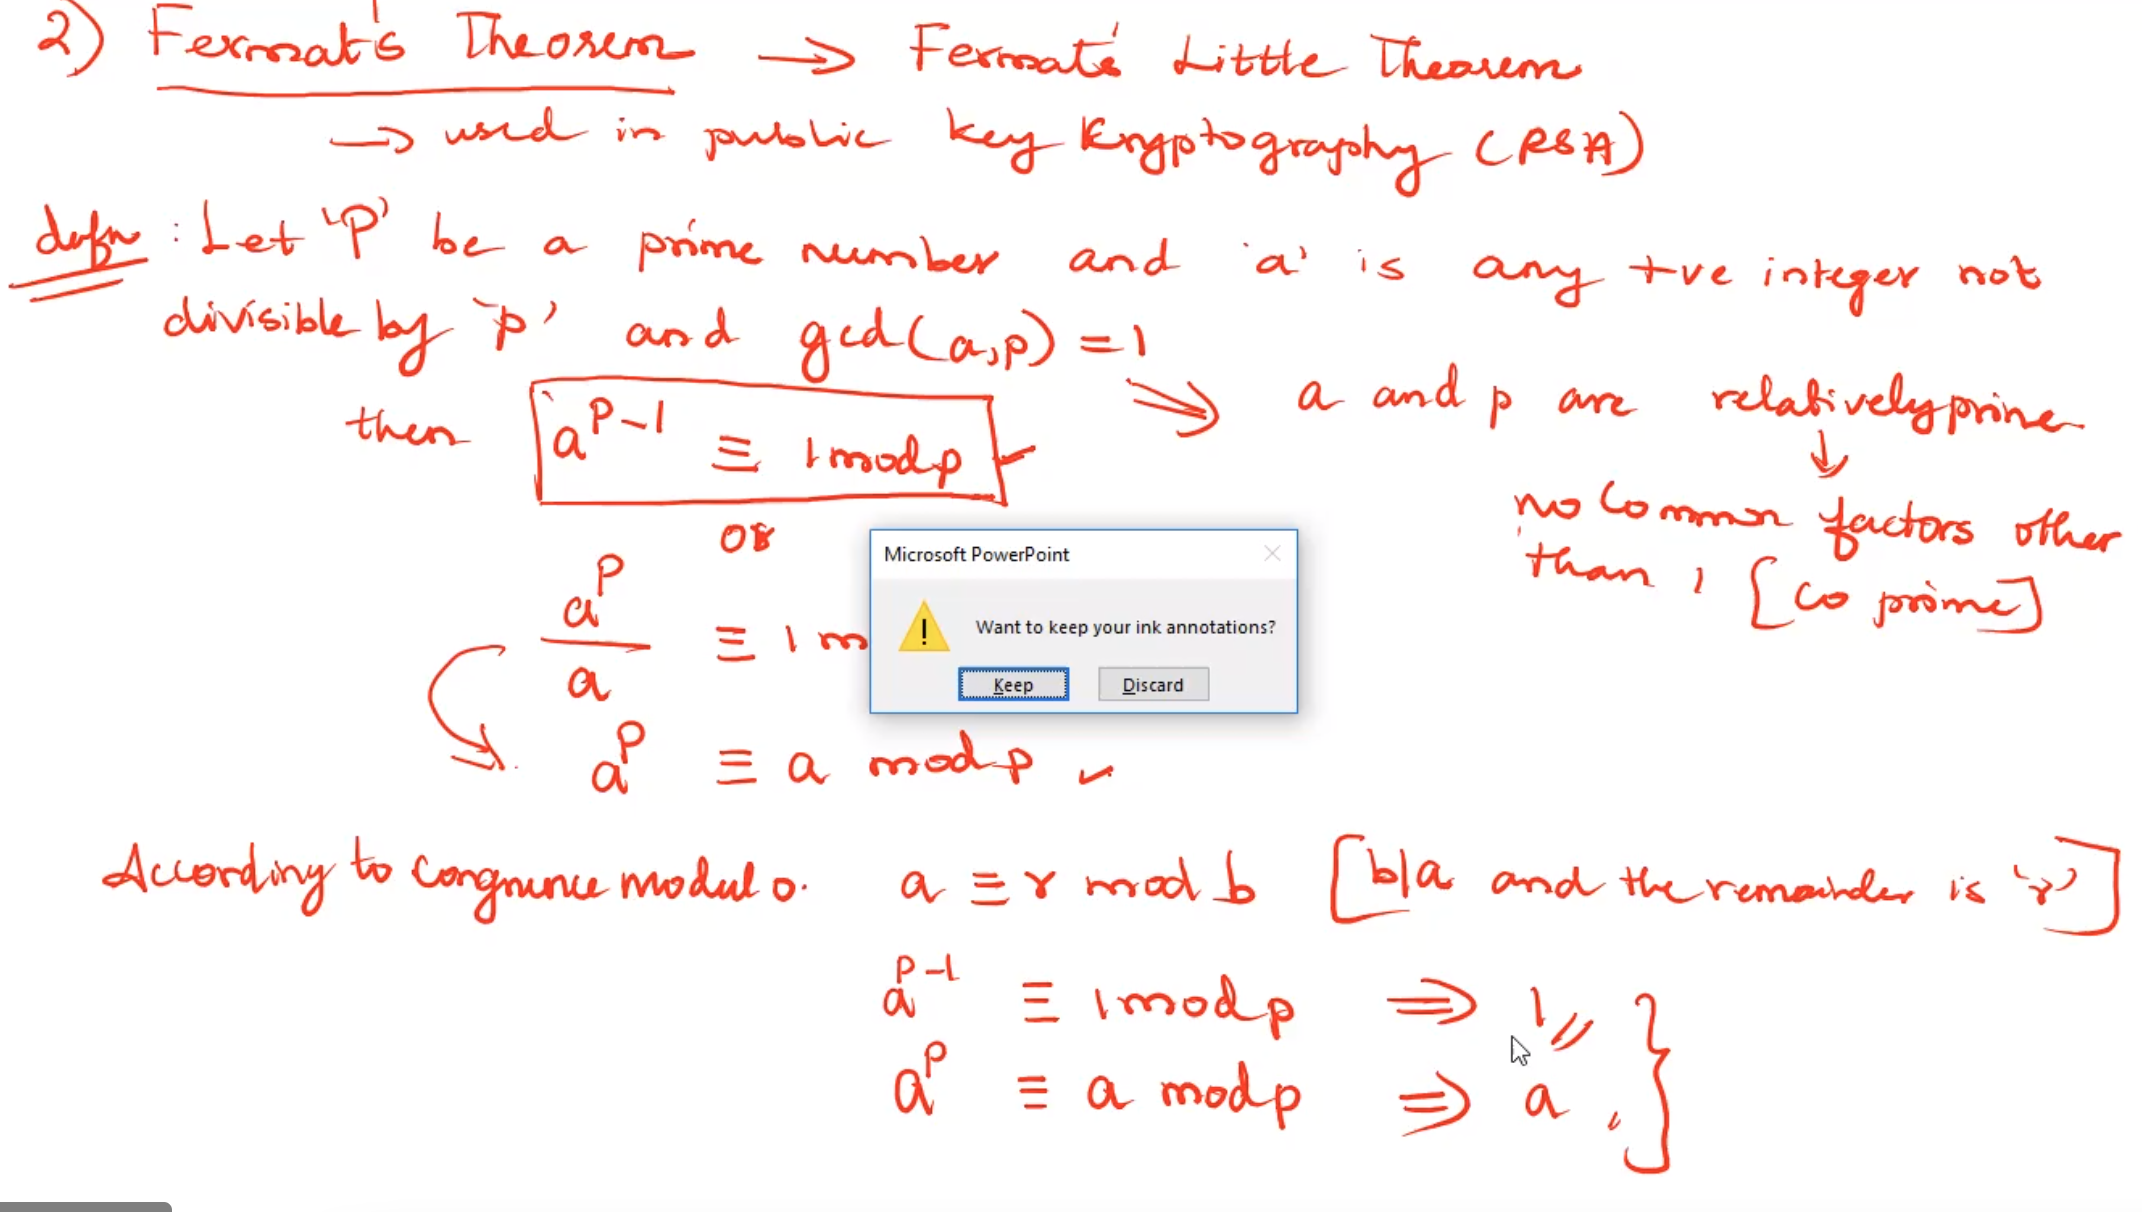 2) Fermat's Theorem → Fermat's Little Theorem
→ used in public key Kryptography (RSA)
defn : Let 'P' be a prime number and 'a' is any +ve integer not
divisible by 'p' and gcd(a,p) = 1
⇒ a and p are relatively prime
↓
no common factors other
than 1 [co prime]
then a^{P-1} ≡ 1 mod p ✓
or
a^P / a ≡ 1 m
a^P ≡ a mod p ✓
Microsoft PowerPoint
Want to keep your ink annotations?
Keep Discard
According to congruence modulo. a ≡ r mod b [b|a and the remainder is 'r']
a^{P-1} ≡ 1 mod p ⇒ 1
a^P ≡ a mod p ⇒ a